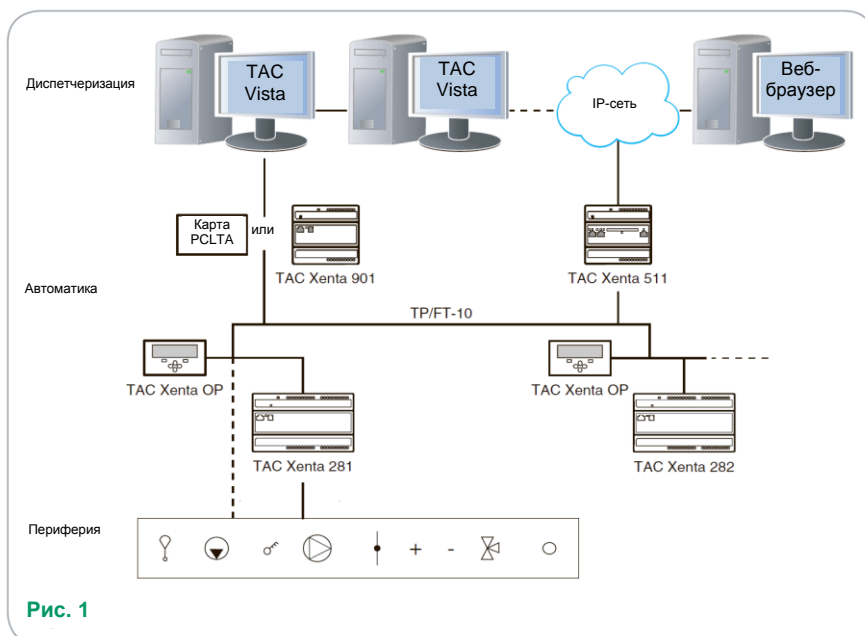 Диспетчеризация
TAC
Vista
TAC
Vista
IP-сеть
Веб-
браузер
Карта
PCLTA
или
TAC Xenta 901
TAC Xenta 511
Автоматика
TP/FT-10
TAC Xenta OP
TAC Xenta OP
TAC Xenta 281
TAC Xenta 282
Периферия
+ -
Рис. 1